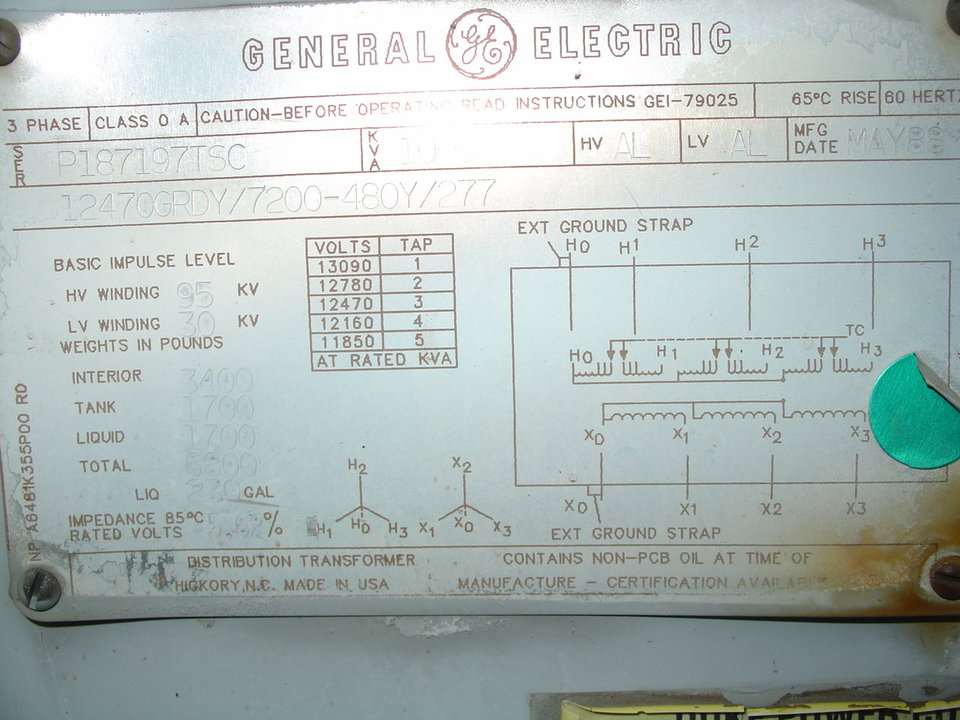 GENERAL GE ELECTRIC
3 PHASE CLASS O A CAUTION-BEFORE OPERATING READ INSTRUCTIONS GEI-79025 65°C RISE 60 HERTZ
SER P187197TSC KVA HV AL LV AL MFG DATE MAY88
12470GRDY/7200-480Y/277
EXT GROUND STRAP
H0 H1 H2 H3
BASIC IMPULSE LEVEL
HV WINDING 95 KV
LV WINDING 30 KV
VOLTS TAP
13090 1
12780 2
12470 3
12160 4
11850 5
AT RATED KVA
WEIGHTS IN POUNDS
INTERIOR 3400
TANK 1700
LIQUID 1700
TOTAL 6800
LIQ 230 GAL
IMPEDANCE 85°C %
RATED VOLTS
TC
H0 H1 H2 H3
X0 X1 X2 X3
X0 X1 X2 X3
EXT GROUND STRAP
H2
H1 H0 H3
X2
X1 X0 X3
NP A6481K355P00 RD
DISTRIBUTION TRANSFORMER CONTAINS NON-PCB OIL AT TIME OF
HICKORY, N.C. MADE IN USA MANUFACTURE - CERTIFICATION AVAILABLE